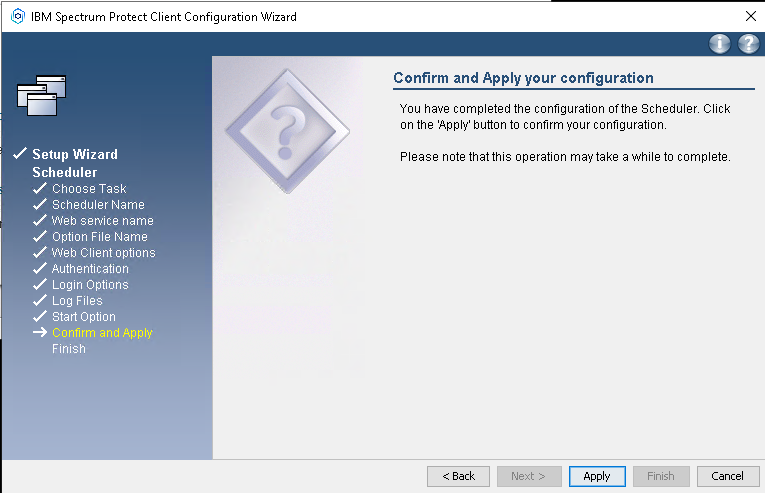 IBM Spectrum Protect Client Configuration Wizard
Setup Wizard
Scheduler
Choose Task
Scheduler Name
Web service name
Option File Name
Web Client options
Authentication
Login Options
Log Files
Start Option
Confirm and Apply
Finish
Confirm and Apply your configuration
You have completed the configuration of the Scheduler. Click
on the 'Apply' button to confirm your configuration.
Please note that this operation may take a while to complete.
< Back
Next >
Apply
Finish
Cancel